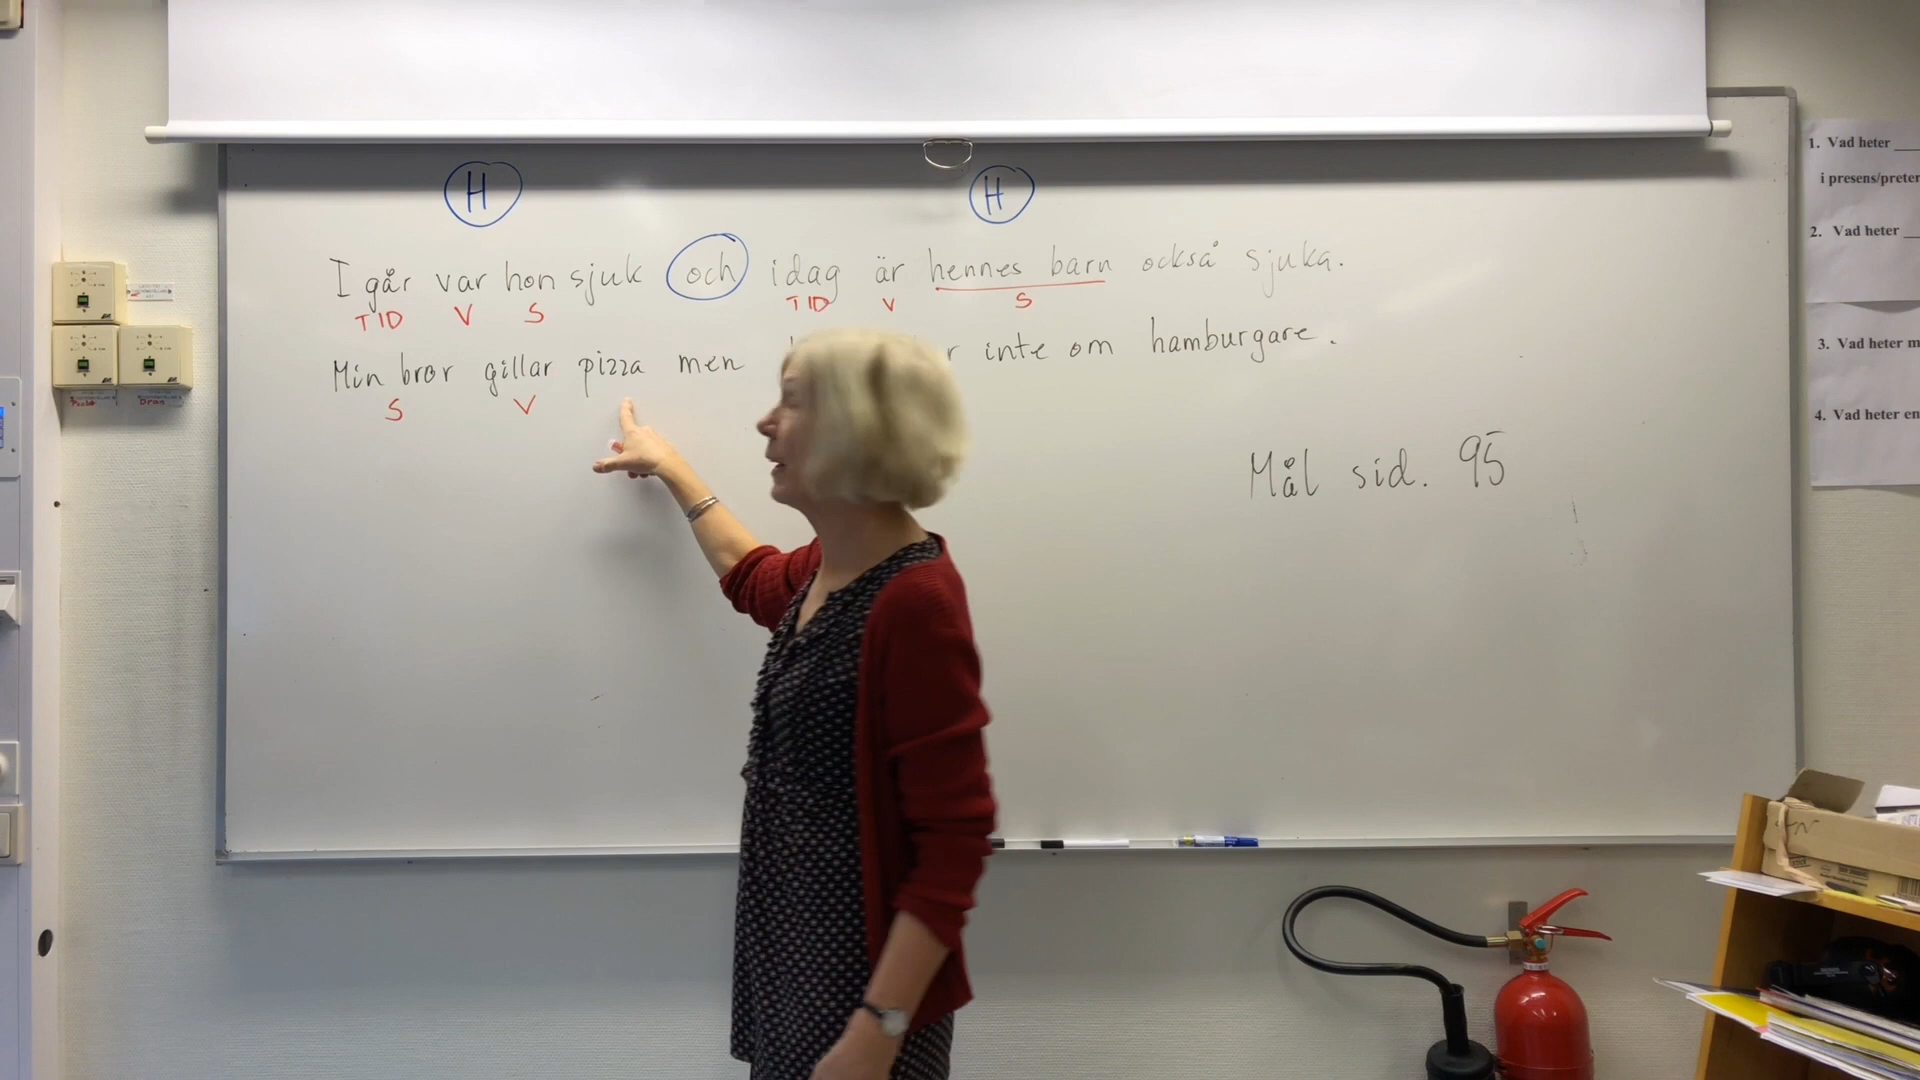 H H
I går var hon sjuk och idag är hennes barn också sjuka.
TID V S TID V S
Min bror gillar pizza men inte om hamburgare.
S V
Mål sid. 95
1. Vad heter ___
i presens/preter
2. Vad heter __
3. Vad heter m
4. Vad heter en